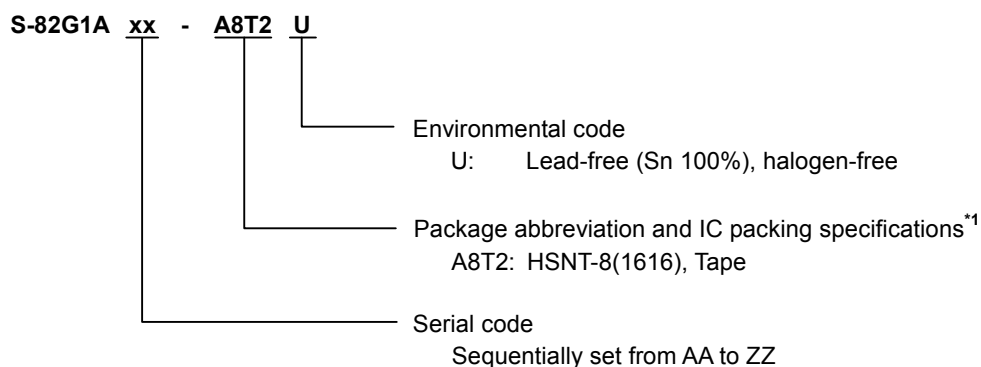 S-82G1A xx - A8T2 U
Environmental code
U: Lead-free (Sn 100%), halogen-free
Package abbreviation and IC packing specifications*1
A8T2: HSNT-8(1616), Tape
Serial code
Sequentially set from AA to ZZ